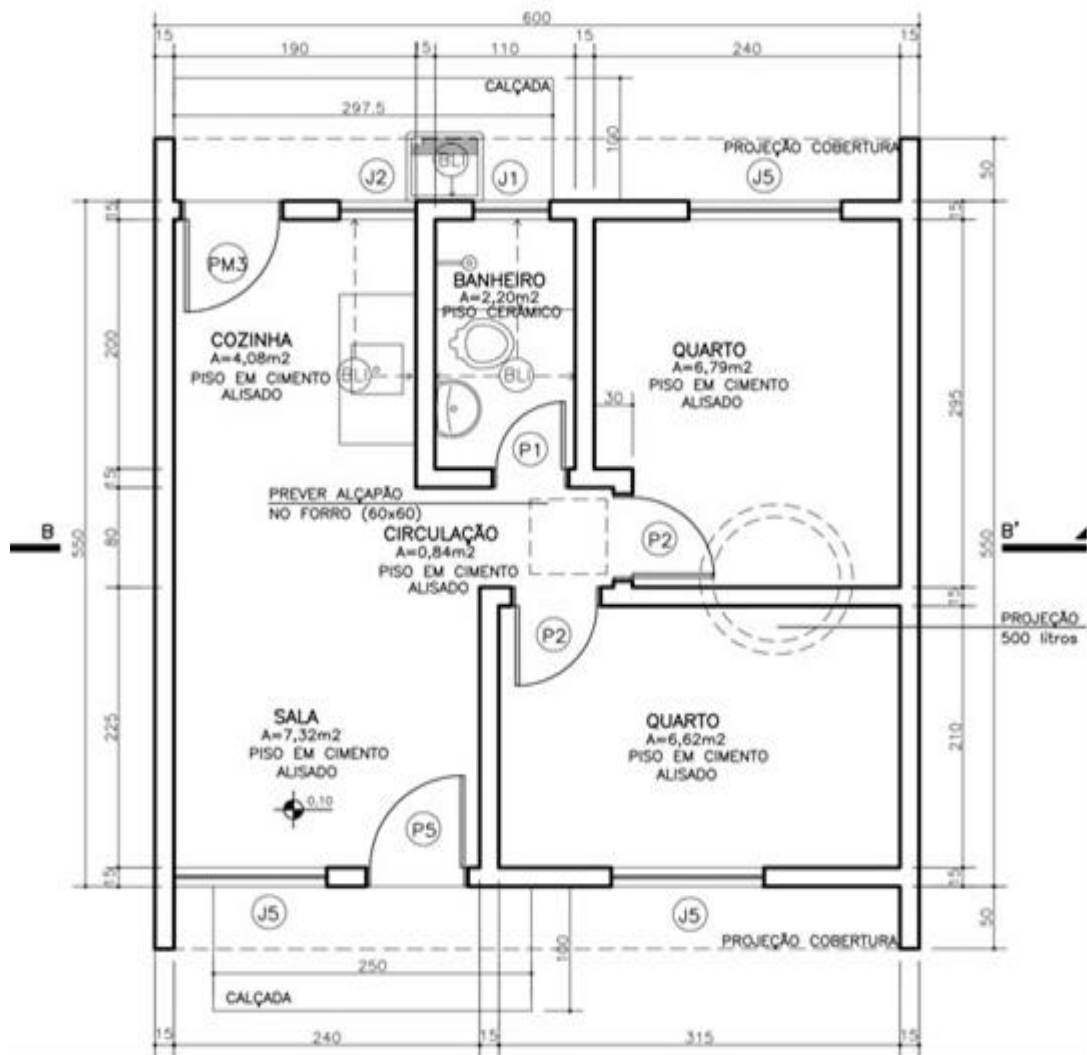 600
15 190 15 110 15 240 15
CALÇADA
297.5
100
PROJEÇÃO COBERTURA
50
BLI
J2 J1 J5
15 15
PM3
BANHEIRO
A=2,20m2
PISO CERÂMICO
COZINHA
A=4,08m2
PISO EM CIMENTO
ALISADO
QUARTO
A=6,79m2
PISO EM CIMENTO
ALISADO
200
BLI BLI
30
295
P1
15
PREVER ALÇAPÃO
NO FORRO (60x60)
CIRCULAÇÃO
A=0,84m2
PISO EM CIMENTO
ALISADO
P2
B
550 80
550
B'
15
P2
PROJEÇÃO
500 litros
SALA
A=7,32m2
PISO EM CIMENTO
ALISADO
QUARTO
A=6,62m2
PISO EM CIMENTO
ALISADO
225
210
0,10
P5
15 15
J5 J5
50
PROJEÇÃO COBERTURA
250
100
CALÇADA
15 240 15 315 15